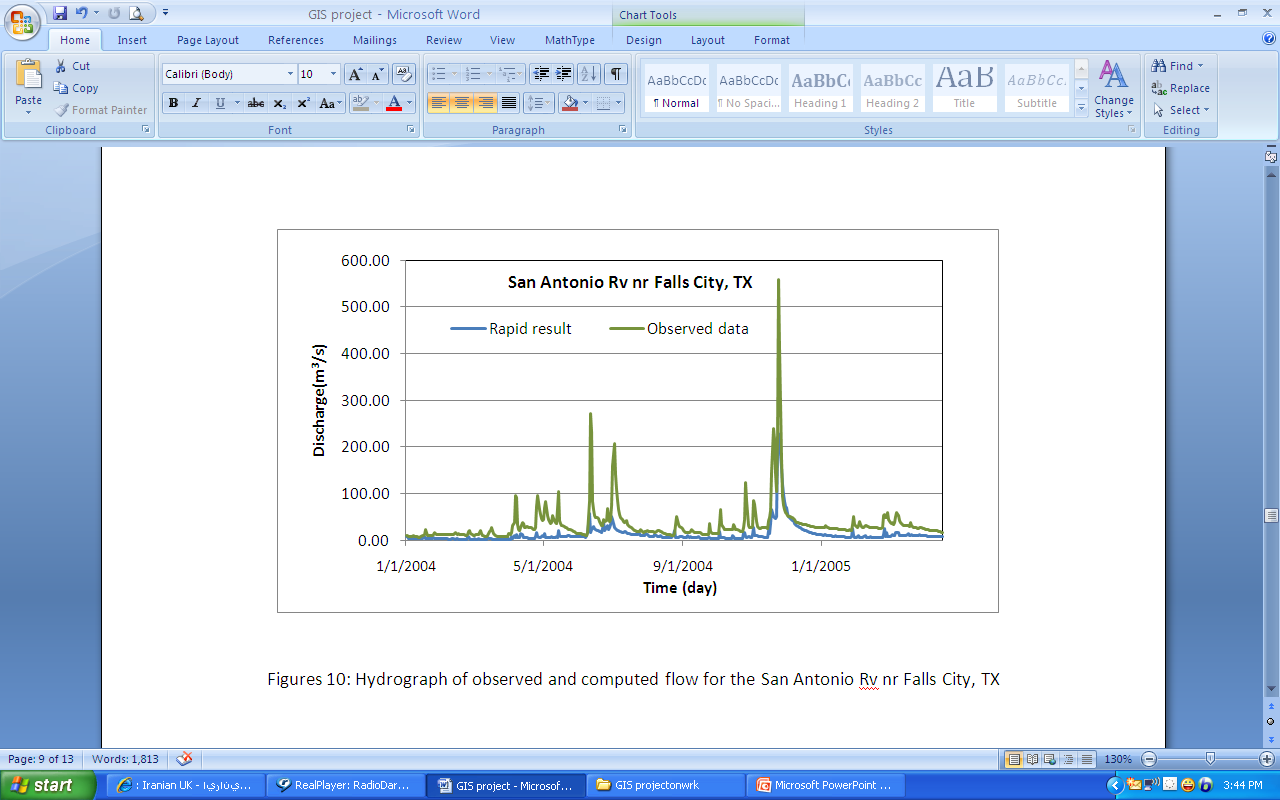 GIS project - Microsoft Word
Chart Tools
Home Insert Page Layout References Mailings Review View MathType Design Layout Format
Paste
Cut
Copy
Format Painter
Clipboard
Calibri (Body) 10
B I U abc x₂ x² Aa
Font
Paragraph
AaBbCcDc AaBbCcDc AaBbC AaBbCc AaB AaBbCc.
¶ Normal ¶ No Spaci... Heading 1 Heading 2 Title Subtitle
Change
Styles
Styles
Find
Replace
Select
Editing
San Antonio Rv nr Falls City, TX
Rapid result Observed data
Discharge(m³/s)
600.00
500.00
400.00
300.00
200.00
100.00
0.00
1/1/2004 5/1/2004 9/1/2004 1/1/2005
Time (day)
Figures 10: Hydrograph of observed and computed flow for the San Antonio Rv nr Falls City, TX
Page: 9 of 13 Words: 1,813 130%
start : Iranian UK - ايرانى... RealPlayer: RadioDar... GIS project - Microsof... GIS projectonwrk Microsoft PowerPoint ... 3:44 PM